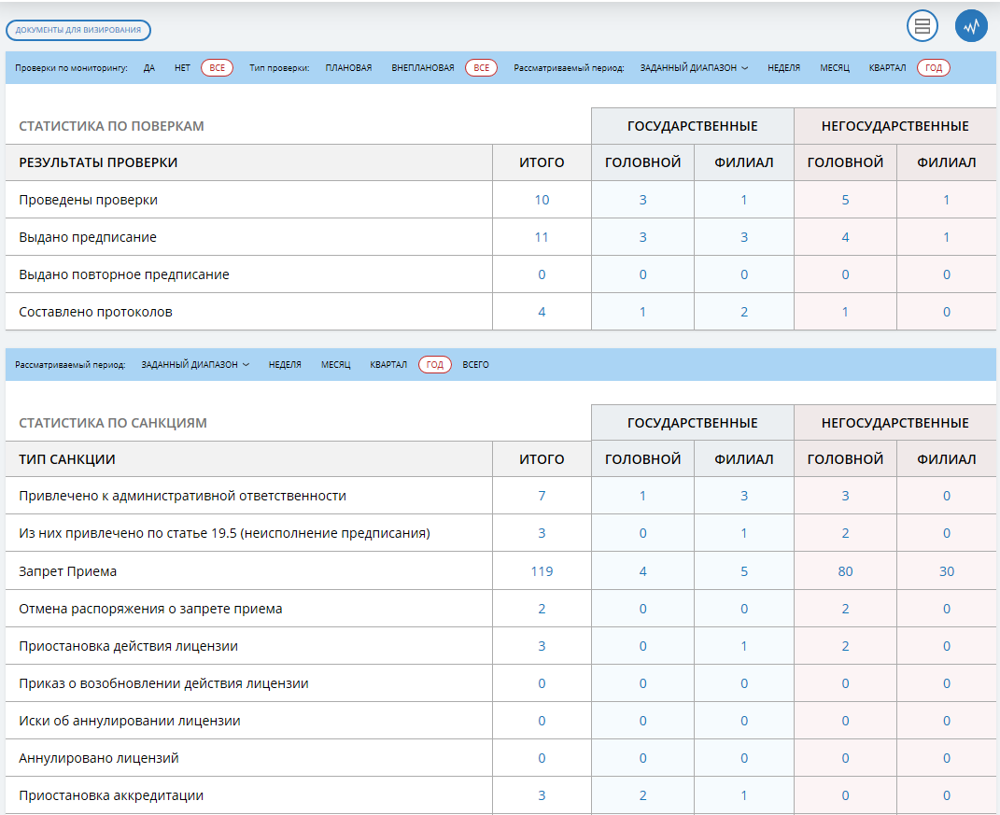 ДОКУМЕНТЫ ДЛЯ ВИЗИРОВАНИЯ
Проверки по мониторингу: ДА НЕТ ВСЕ Тип проверки: ПЛАНОВАЯ ВНЕПЛАНОВАЯ ВСЕ Рассматриваемый период: ЗАДАННЫЙ ДИАПАЗОН НЕДЕЛЯ МЕСЯЦ КВАРТАЛ ГОД
СТАТИСТИКА ПО ПОВЕРКАМ ГОСУДАРСТВЕННЫЕ НЕГОСУДАРСТВЕННЫЕ
РЕЗУЛЬТАТЫ ПРОВЕРКИ ИТОГО ГОЛОВНОЙ ФИЛИАЛ ГОЛОВНОЙ ФИЛИАЛ
Проведены проверки 10 3 1 5 1
Выдано предписание 11 3 3 4 1
Выдано повторное предписание 0 0 0 0 0
Составлено протоколов 4 1 2 1 0
Рассматриваемый период: ЗАДАННЫЙ ДИАПАЗОН НЕДЕЛЯ МЕСЯЦ КВАРТАЛ ГОД ВСЕГО
СТАТИСТИКА ПО САНКЦИЯМ ГОСУДАРСТВЕННЫЕ НЕГОСУДАРСТВЕННЫЕ
ТИП САНКЦИИ ИТОГО ГОЛОВНОЙ ФИЛИАЛ ГОЛОВНОЙ ФИЛИАЛ
Привлечено к административной ответственности 7 1 3 3 0
Из них привлечено по статье 19.5 (неисполнение предписания) 3 0 1 2 0
Запрет Приема 119 4 5 80 30
Отмена распоряжения о запрете приема 2 0 0 2 0
Приостановка действия лицензии 3 0 1 2 0
Приказ о возобновлении действия лицензии 0 0 0 0 0
Иски об аннулировании лицензии 0 0 0 0 0
Аннулировано лицензий 0 0 0 0 0
Приостановка аккредитации 3 2 1 0 0